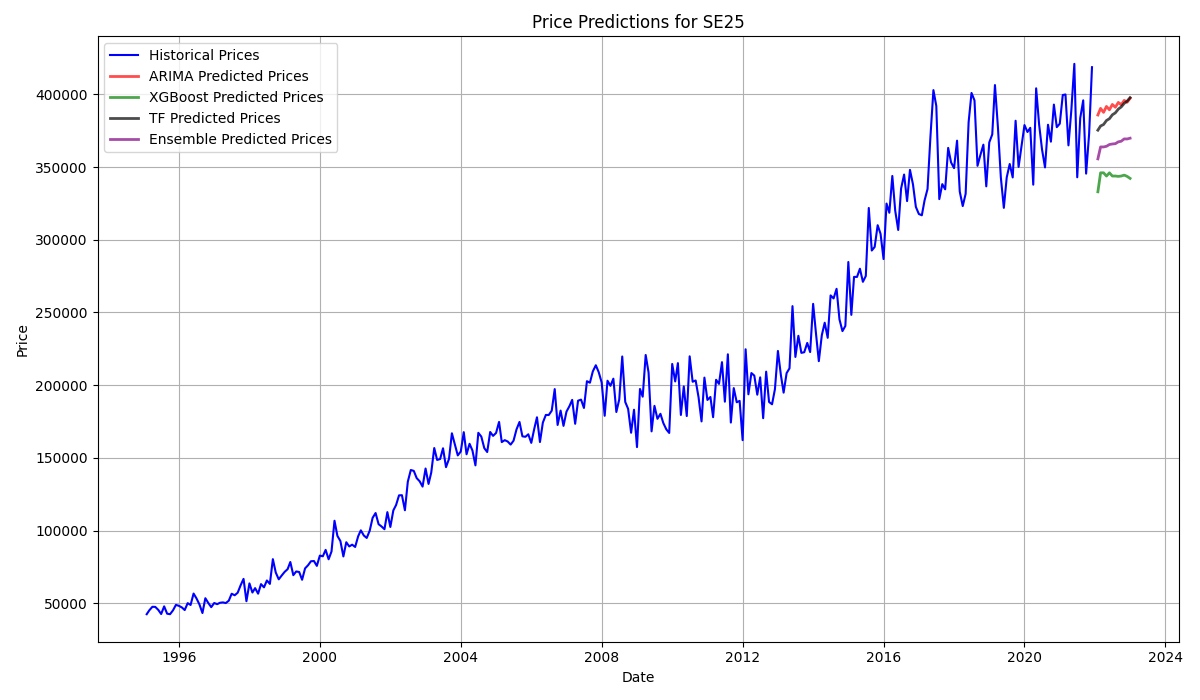 Price Predictions for SE25
Historical Prices
ARIMA Predicted Prices
XGBoost Predicted Prices
TF Predicted Prices
Ensemble Predicted Prices
400000
350000
300000
250000
200000
150000
100000
50000
Price
1996
2000
2004
2008
2012
2016
2020
2024
Date